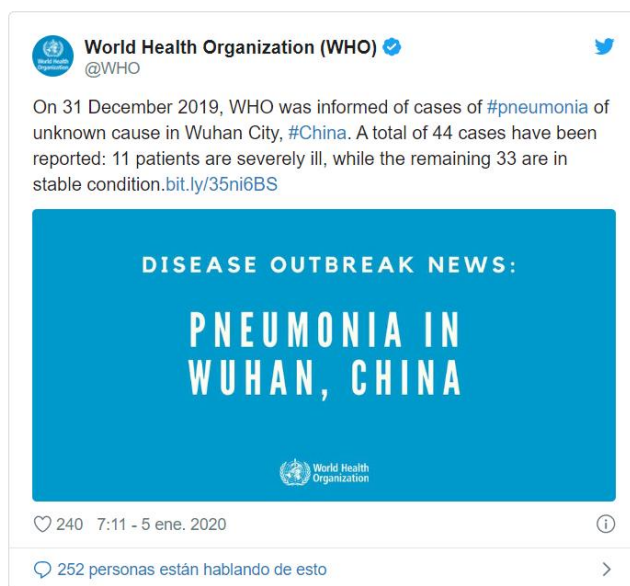 World Health Organization (WHO)
@WHO
On 31 December 2019, WHO was informed of cases of #pneumonia of
unknown cause in Wuhan City, #China. A total of 44 cases have been
reported: 11 patients are severely ill, while the remaining 33 are in
stable condition.bit.ly/35ni6BS
DISEASE OUTBREAK NEWS:
PNEUMONIA IN
WUHAN, CHINA
World Health
Organization
240 7:11 - 5 ene. 2020
252 personas están hablando de esto